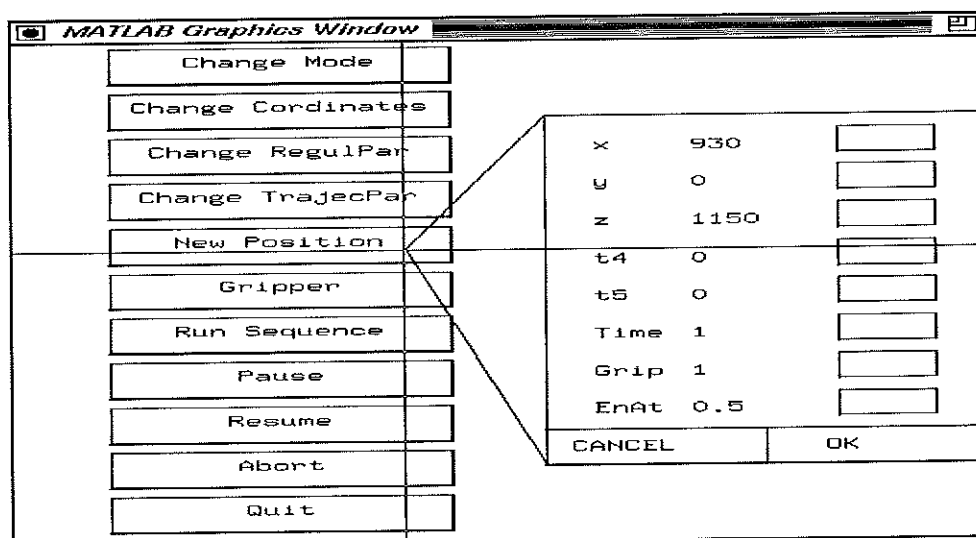 MATLAB Graphics Window
Change Mode
Change Cordinates
Change RegulPar
Change TrajecPar
New Position
Gripper
Run Sequence
Pause
Resume
Abort
Quit
x 930
y 0
z 1150
t4 0
t5 0
Time 1
Grip 1
EnAt 0.5
CANCEL OK